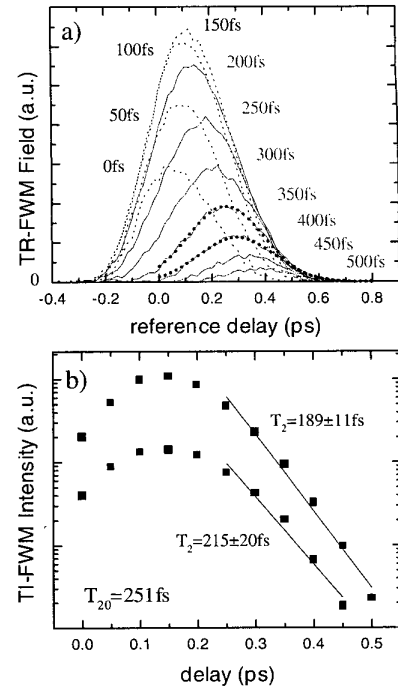 a)
150fs
100fs
200fs
50fs
250fs
0fs
300fs
350fs
400fs
450fs
500fs
TR-FWM Field (a.u.)
0
-0.4 -0.2 0.0 0.2 0.4 0.6 0.8
reference delay (ps)
b)
T2=189±11fs
T2=215±20fs
T20=251fs
TI-FWM Intensity (a.u.)
0.0 0.1 0.2 0.3 0.4 0.5
delay (ps)